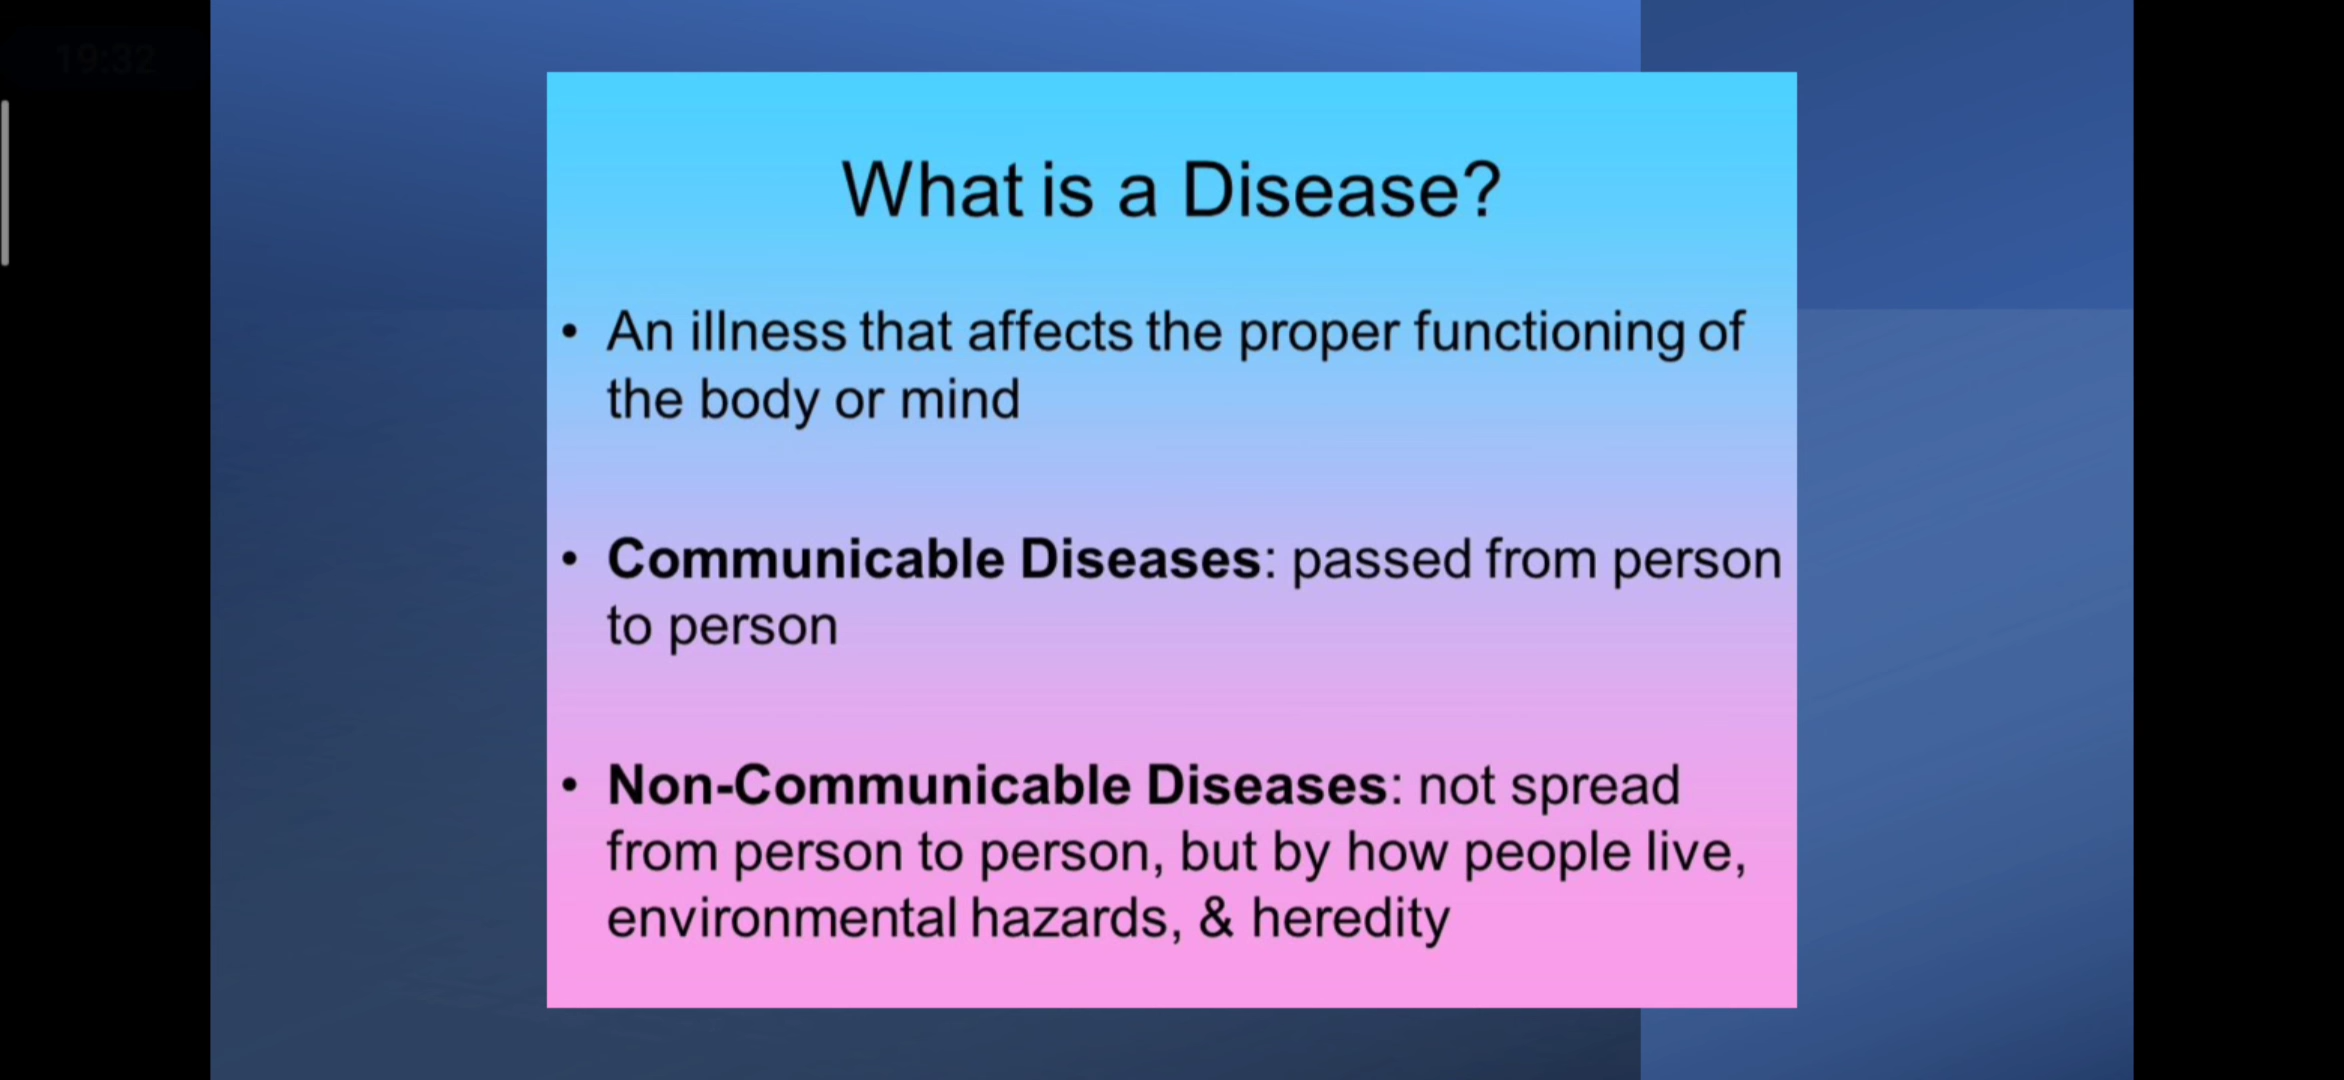 19:32
What is a Disease?
• An illness that affects the proper functioning of
the body or mind
• Communicable Diseases: passed from person
to person
• Non-Communicable Diseases: not spread
from person to person, but by how people live,
environmental hazards, & heredity